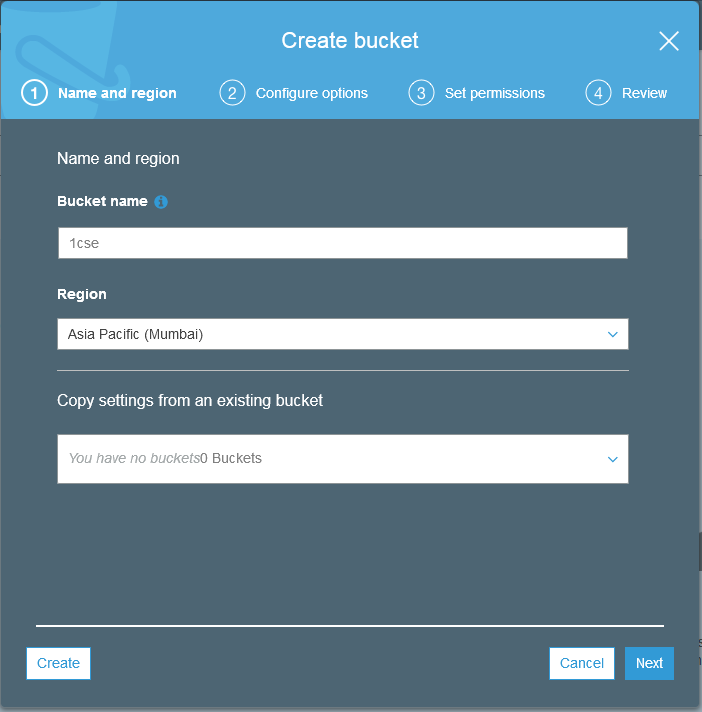 Create bucket
1 Name and region 2 Configure options 3 Set permissions 4 Review
Name and region
Bucket name
1cse
Region
Asia Pacific (Mumbai)
Copy settings from an existing bucket
You have no buckets0 Buckets
Create Cancel Next